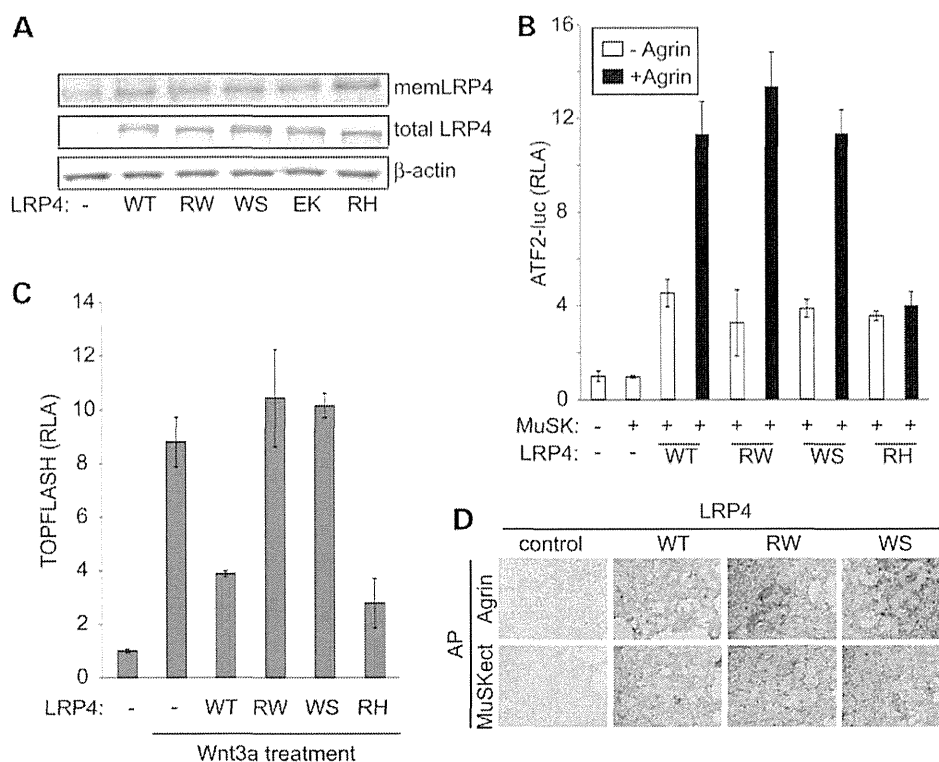 A
memLRP4
total LRP4
β-actin
LRP4: - WT RW WS EK RH
B
- Agrin
+Agrin
ATF2-luc (RLA)
16
12
8
4
0
MuSK: - + + + + + + + + +
LRP4: - - WT RW WS RH
C
TOPFLASH (RLA)
14
12
10
8
6
4
2
0
LRP4: - - WT RW WS RH
Wnt3a treatment
D
LRP4
control WT RW WS
AP
Agrin
MuSKect